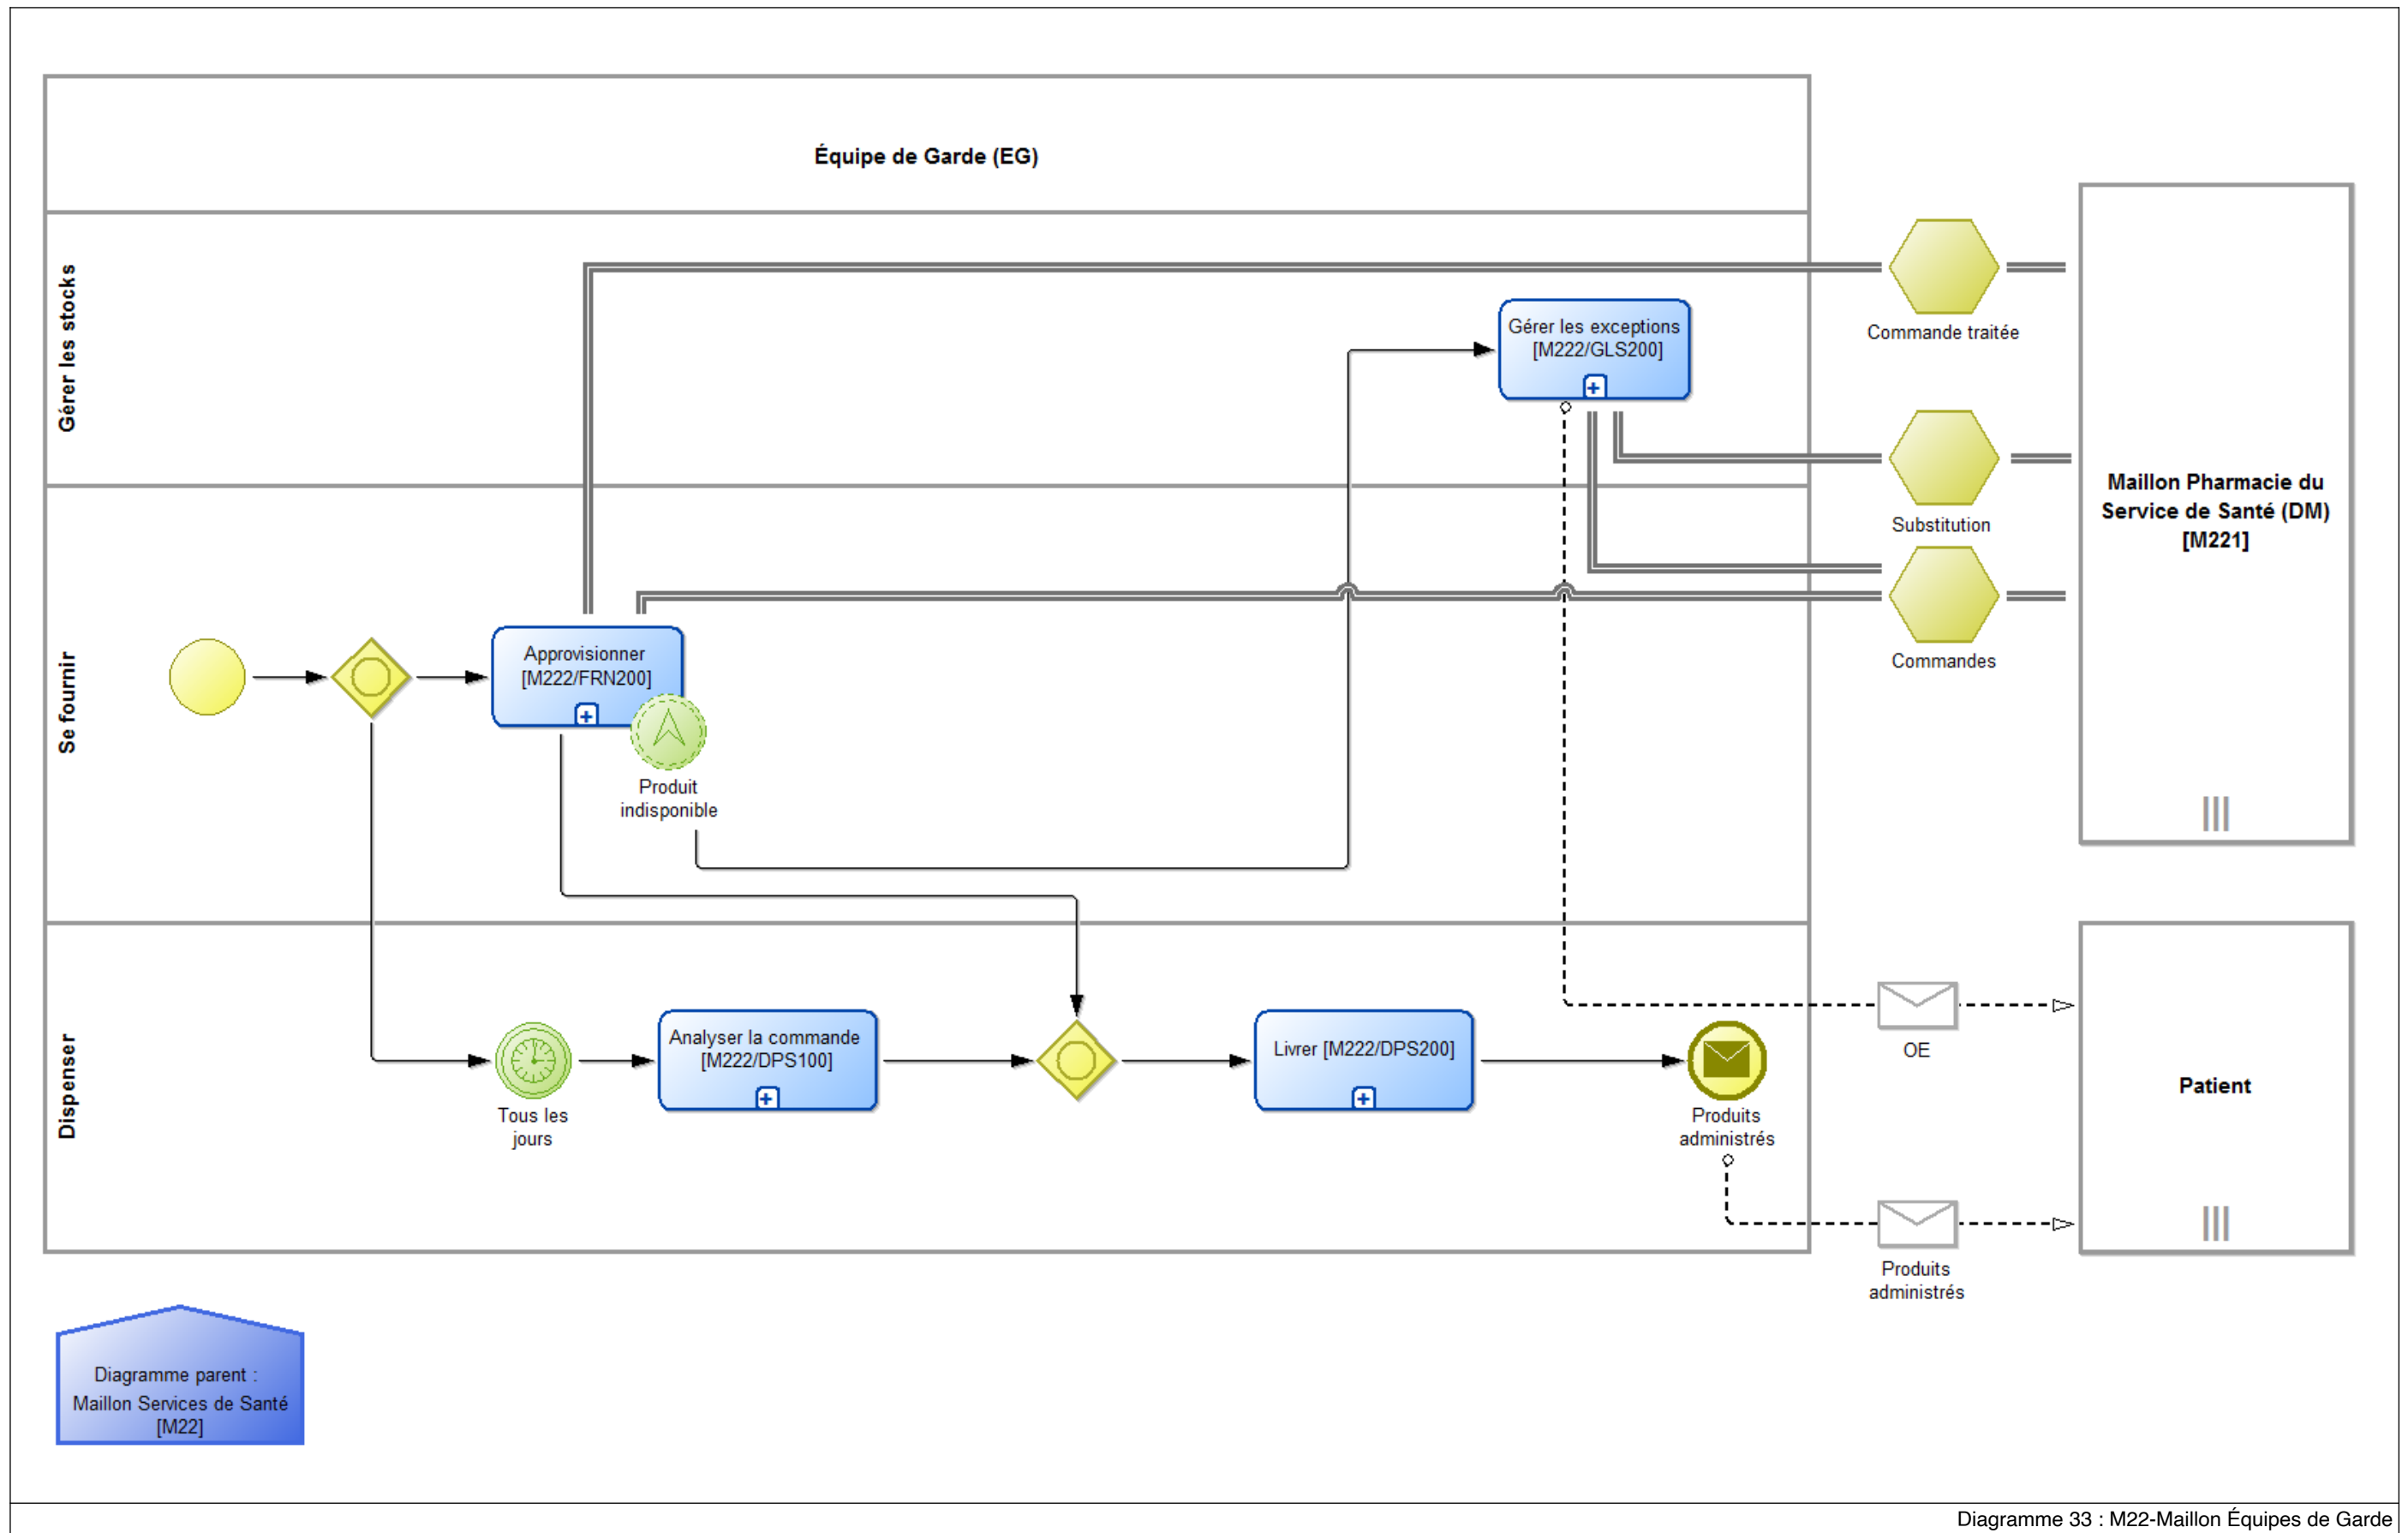 Équipe de Garde (EG)
Gérer les stocks
Gérer les exceptions
[M222/GLS200]
Commande traitée
Substitution
Commandes
Maillon Pharmacie du
Service de Santé (DM)
[M221]
Se fournir
Approvisionner
[M222/FRN200]
Produit
indisponible
Dispenser
Tous les
jours
Analyser la commande
[M222/DPS100]
Livrer [M222/DPS200]
Produits
administrés
OE
Patient
Produits
administrés
Diagramme parent :
Maillon Services de Santé
[M22]
Diagramme 33 : M22-Maillon Équipes de Garde